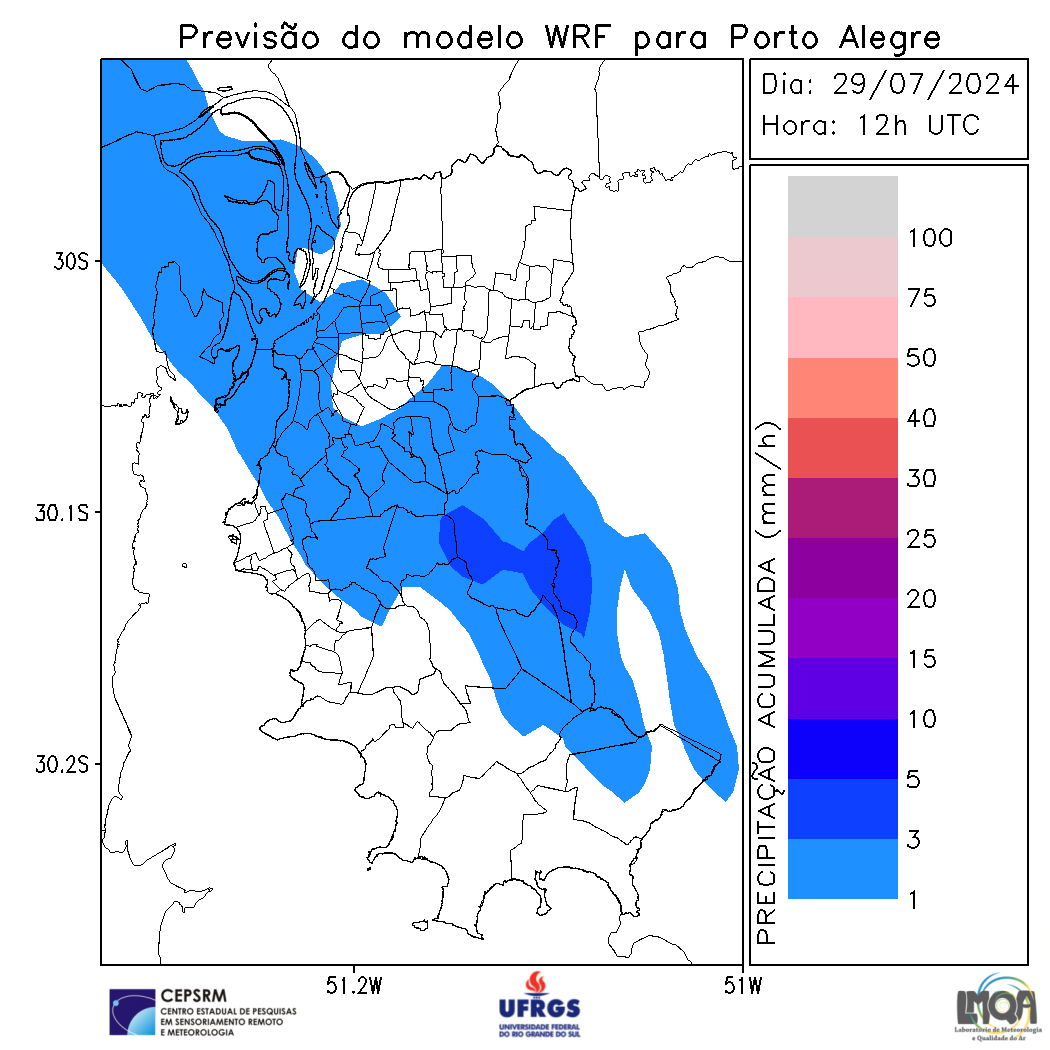 Previsão do modelo WRF para Porto Alegre
Dia: 29/07/2024
Hora: 12h UTC
30S
30.1S
30.2S
51.2W
51W
PRECIPITAÇÃO ACUMULADA (mm/h)
100
75
50
40
30
25
20
15
10
5
3
1
CEPSRM
CENTRO ESTADUAL DE PESQUISAS
EM SENSORIAMENTO REMOTO
E METEOROLOGIA
UFRGS
UNIVERSIDADE FEDERAL
DO RIO GRANDE DO SUL
LMQA
Laboratório de Meteorologia
e Qualidade do Ar